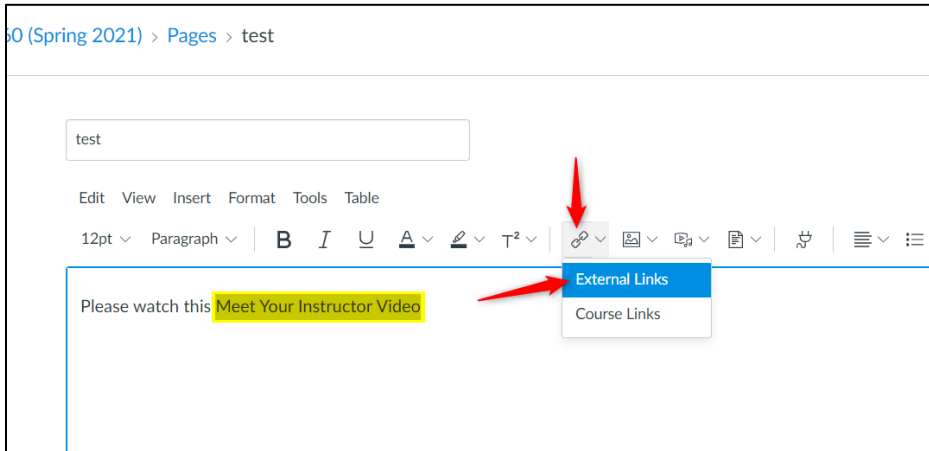 60 (Spring 2021) > Pages > test
test
Edit View Insert Format Tools Table
12pt Paragraph B I U A T²
External Links
Please watch this Meet Your Instructor Video
Course Links